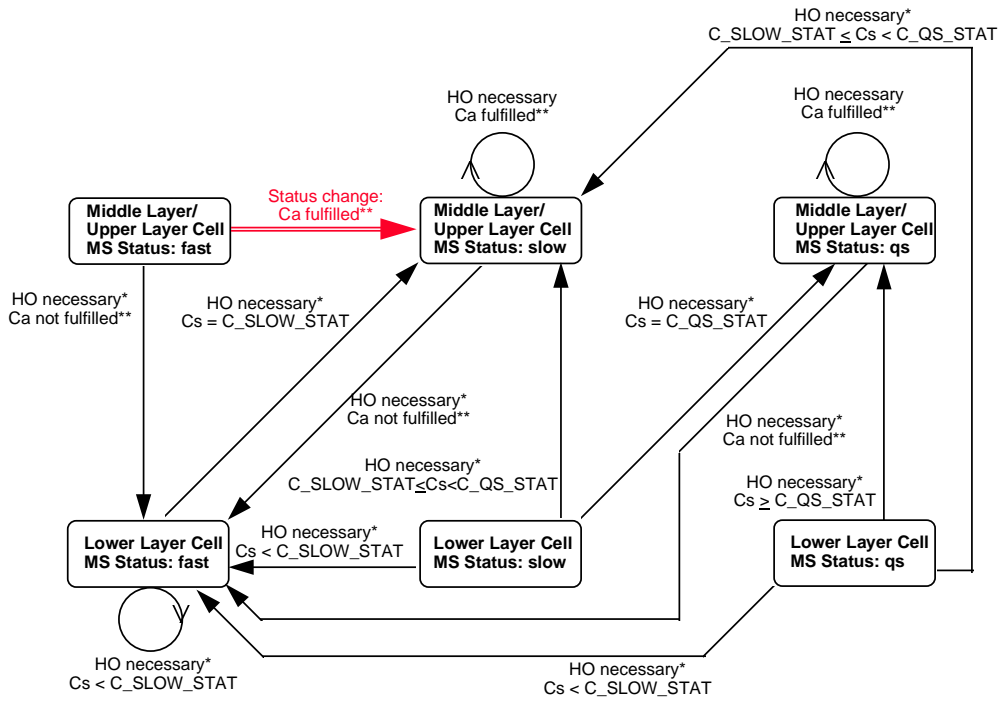 HO necessary*
C_SLOW_STAT ≤ Cs < C_QS_STAT
HO necessary
Ca fulfilled**
HO necessary
Ca fulfilled**
Status change:
Ca fulfilled**
Middle Layer/
Upper Layer Cell
MS Status: fast
Middle Layer/
Upper Layer Cell
MS Status: slow
Middle Layer/
Upper Layer Cell
MS Status: qs
HO necessary*
Ca not fulfilled**
HO necessary*
Cs = C_SLOW_STAT
HO necessary*
Cs = C_QS_STAT
HO necessary*
Ca not fulfilled**
HO necessary*
Ca not fulfilled**
HO necessary*
C_SLOW_STAT≤Cs<C_QS_STAT
HO necessary*
Cs ≥ C_QS_STAT
HO necessary*
Cs < C_SLOW_STAT
Lower Layer Cell
MS Status: fast
Lower Layer Cell
MS Status: slow
Lower Layer Cell
MS Status: qs
HO necessary*
Cs < C_SLOW_STAT
HO necessary*
Cs < C_SLOW_STAT